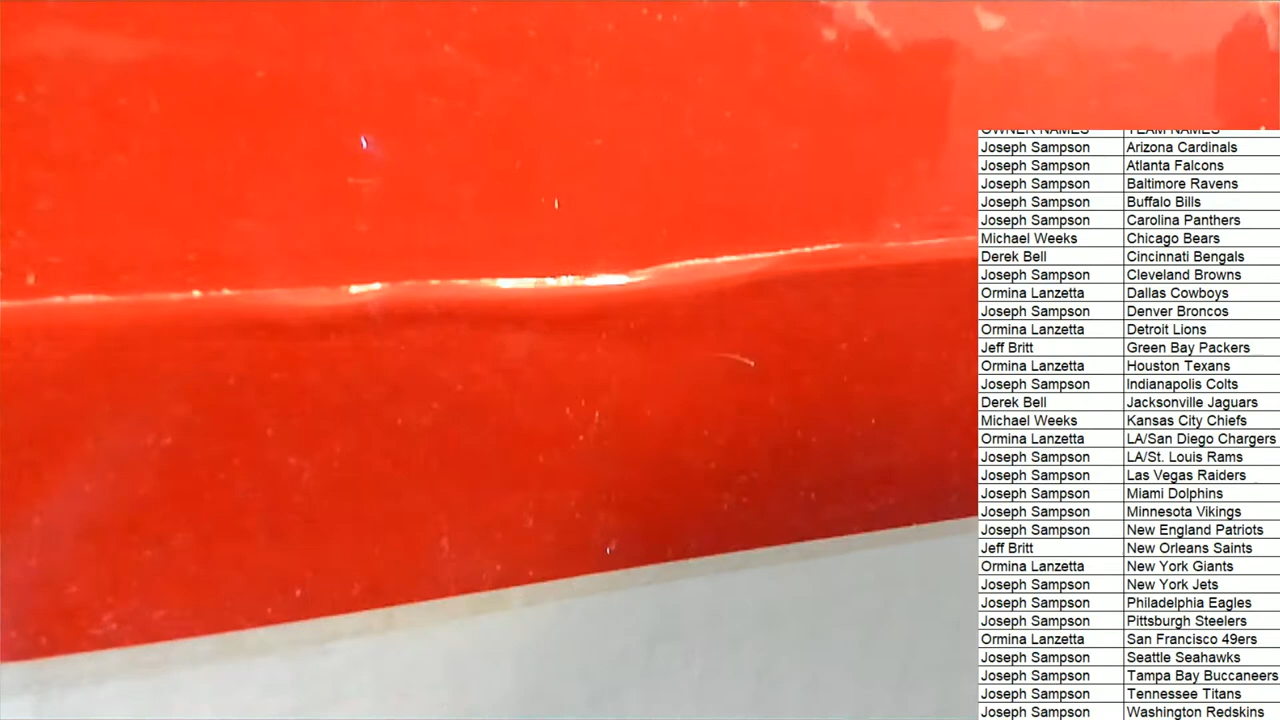 OWNER NAMES TEAM NAMES
Joseph Sampson Arizona Cardinals
Joseph Sampson Atlanta Falcons
Joseph Sampson Baltimore Ravens
Joseph Sampson Buffalo Bills
Joseph Sampson Carolina Panthers
Michael Weeks Chicago Bears
Derek Bell Cincinnati Bengals
Joseph Sampson Cleveland Browns
Ormina Lanzetta Dallas Cowboys
Joseph Sampson Denver Broncos
Ormina Lanzetta Detroit Lions
Jeff Britt Green Bay Packers
Ormina Lanzetta Houston Texans
Joseph Sampson Indianapolis Colts
Derek Bell Jacksonville Jaguars
Michael Weeks Kansas City Chiefs
Ormina Lanzetta LA/San Diego Chargers
Joseph Sampson LA/St. Louis Rams
Joseph Sampson Las Vegas Raiders
Joseph Sampson Miami Dolphins
Joseph Sampson Minnesota Vikings
Joseph Sampson New England Patriots
Jeff Britt New Orleans Saints
Ormina Lanzetta New York Giants
Joseph Sampson New York Jets
Joseph Sampson Philadelphia Eagles
Joseph Sampson Pittsburgh Steelers
Ormina Lanzetta San Francisco 49ers
Joseph Sampson Seattle Seahawks
Joseph Sampson Tampa Bay Buccaneers
Joseph Sampson Tennessee Titans
Joseph Sampson Washington Redskins